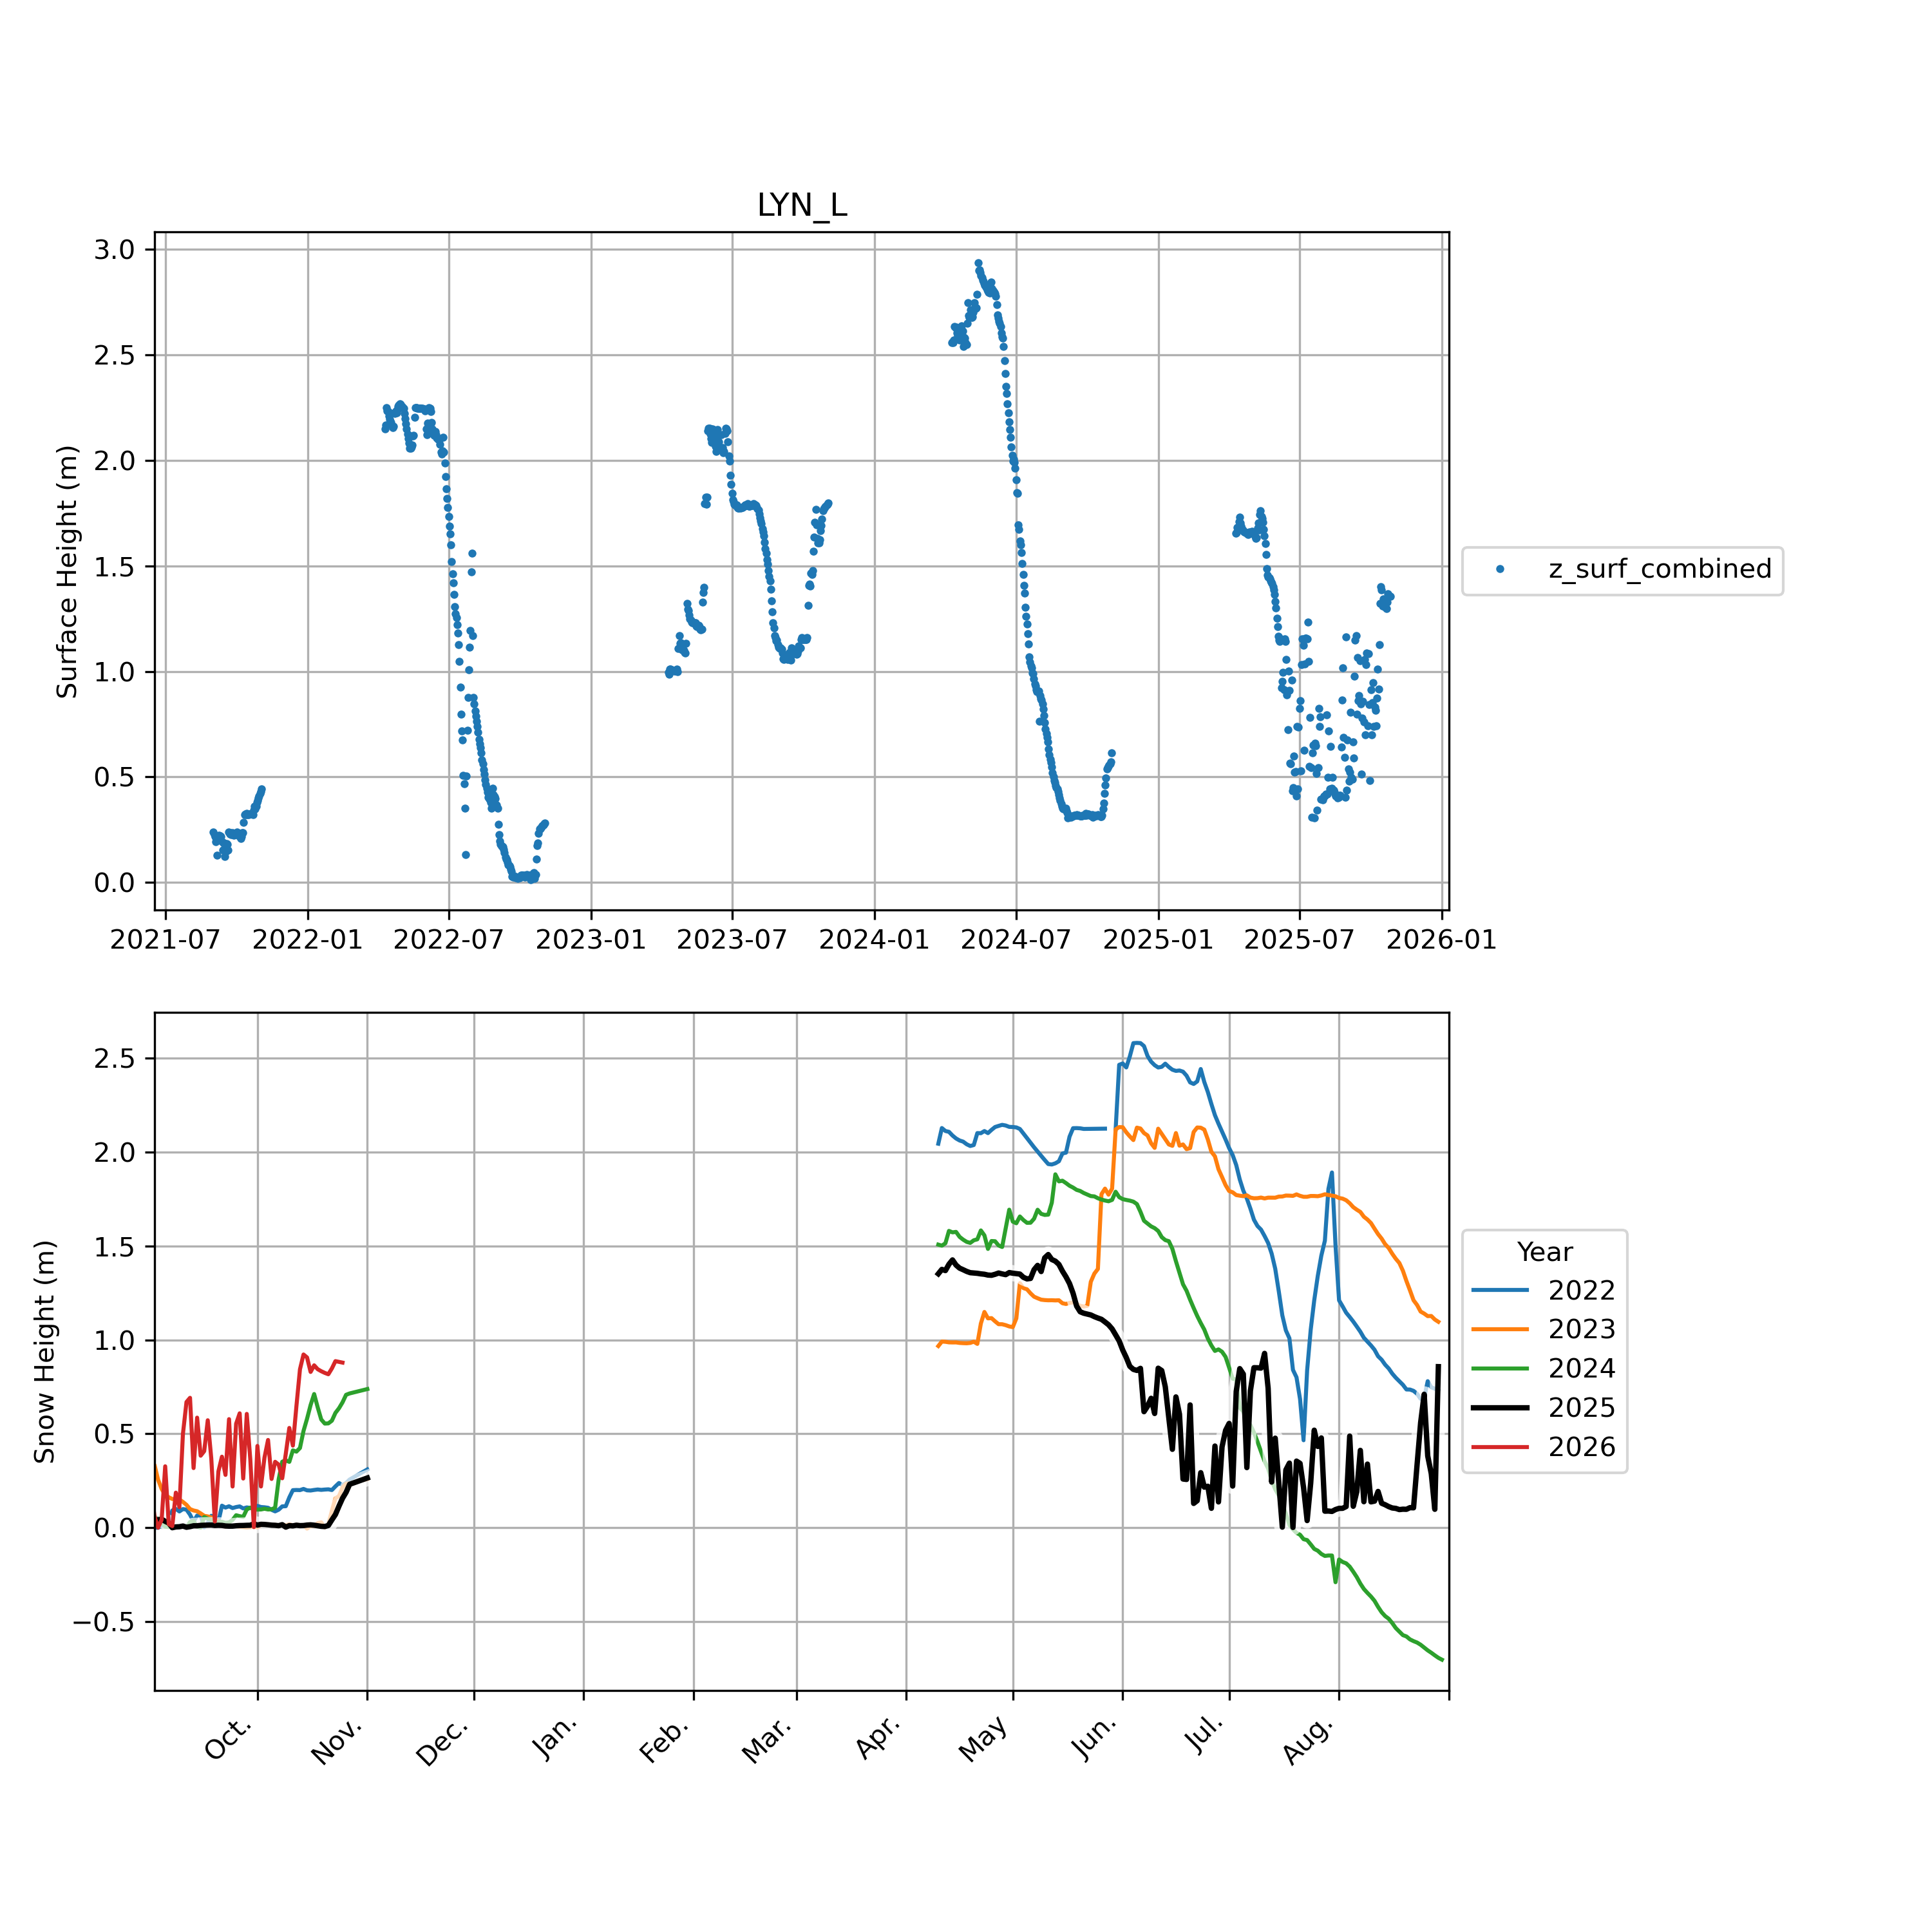 LYN_L
3.0
2.5
2.0
1.5
1.0
0.5
0.0
Surface Height (m)
2021-07 2022-01 2022-07 2023-01 2023-07 2024-01 2024-07 2025-01 2025-07 2026-01
z_surf_combined
2.5
2.0
1.5
1.0
0.5
0.0
−0.5
Snow Height (m)
Oct. Nov. Dec. Jan. Feb. Mar. Apr. May Jun. Jul. Aug.
Year
2022
2023
2024
2025
2026